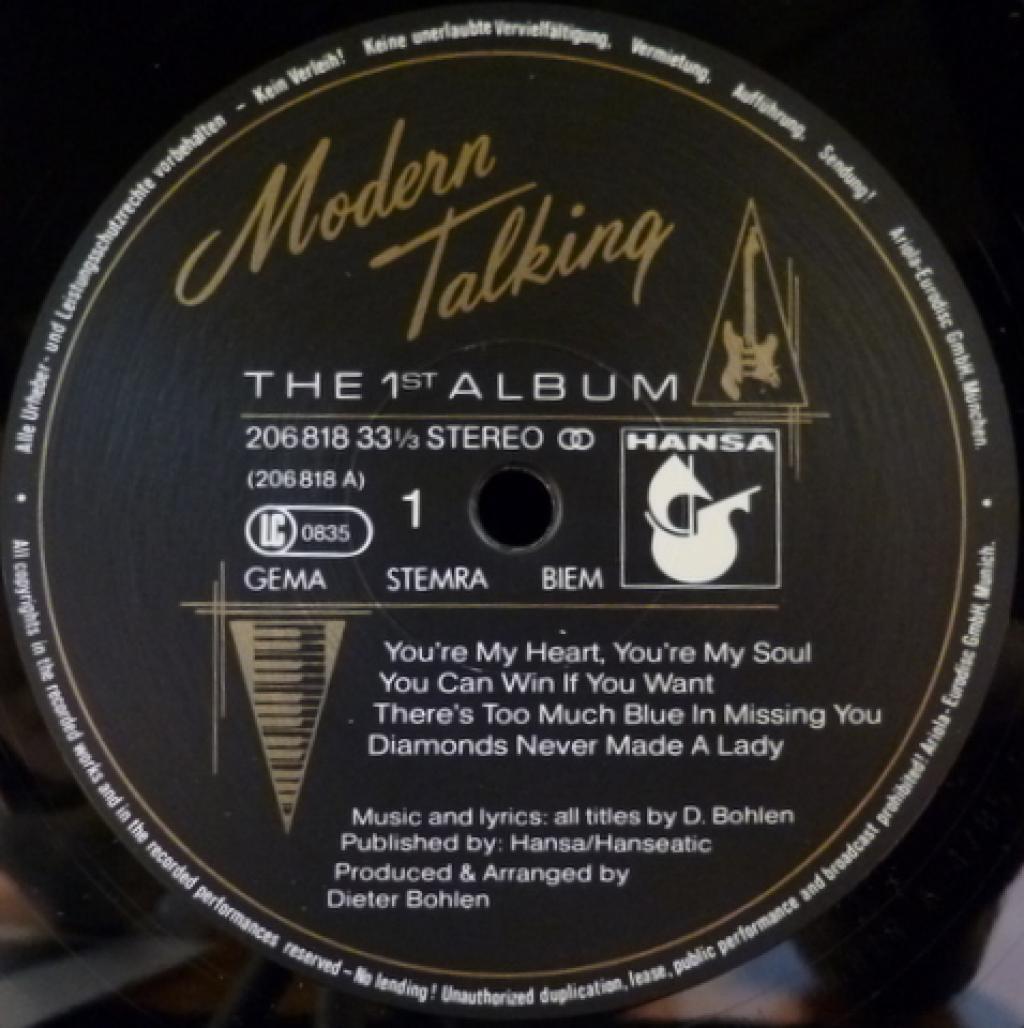 Alle Urheber- und Leistungsschutzrechte vorbehalten - Kein Verleih! Keine unerlaubte Vervielfältigung, Vermietung, Aufführung, Sendung! Ariola-Eurodisc GmbH, München.
Modern
Talking
THE 1ST ALBUM
206 818 33⅓ STEREO
HANSA
(206 818 A)
1
LC 0835
GEMA STEMRA BIEM
You're My Heart, You're My Soul
You Can Win If You Want
There's Too Much Blue In Missing You
Diamonds Never Made A Lady
Music and lyrics: all titles by D. Bohlen
Published by: Hansa/Hanseatic
Produced & Arranged by
Dieter Bohlen
All copyrights in the recorded works and in the recorded performances reserved – No lending! Unauthorized duplication, lease, public performance and broadcast prohibited! Ariola-Eurodisc GmbH, Munich.